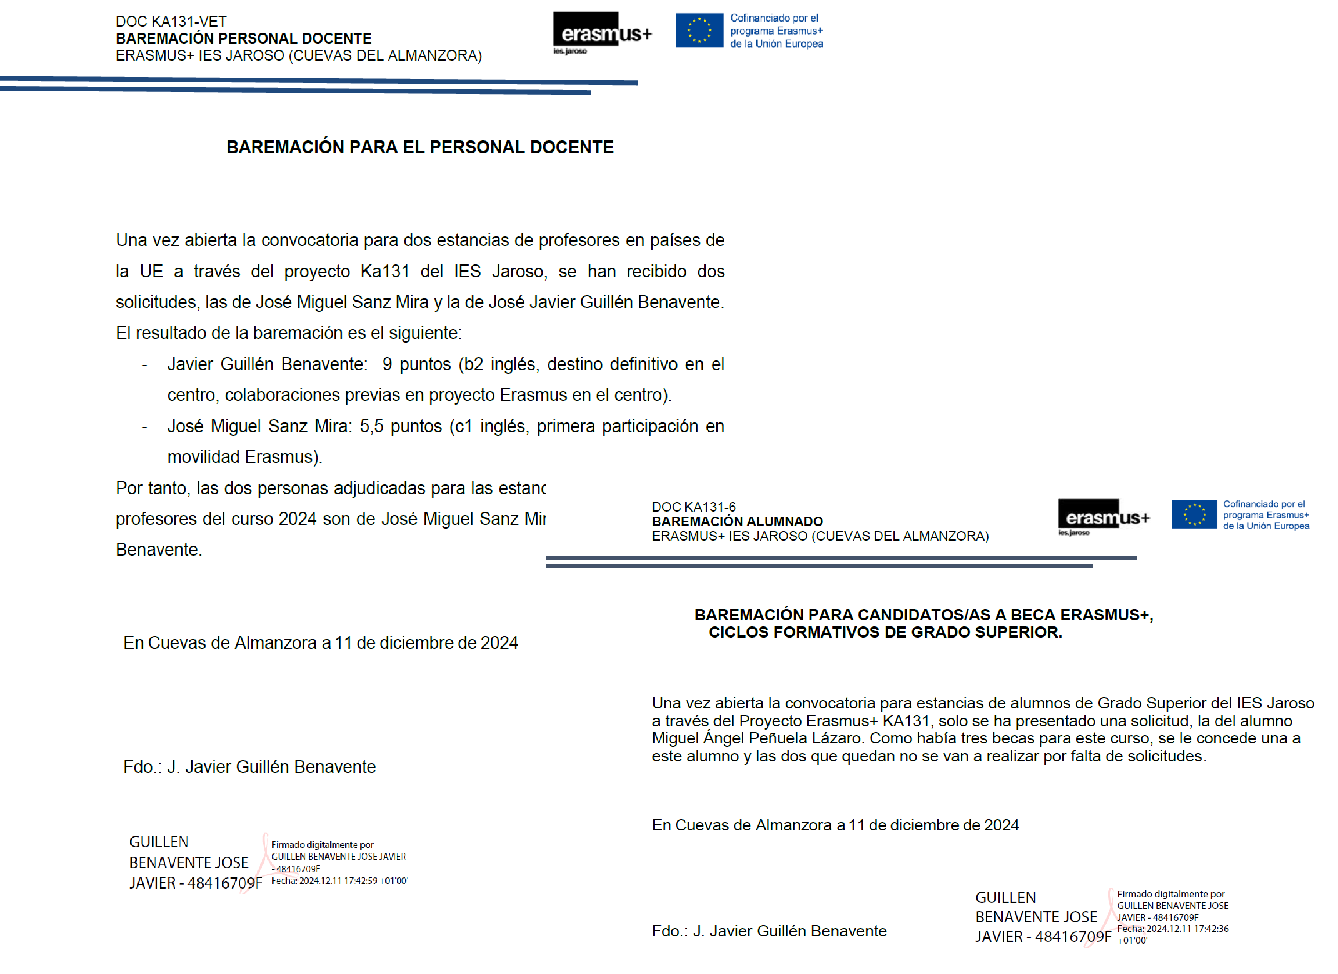 DOC KA131-VET
BAREMACIÓN PERSONAL DOCENTE
ERASMUS+ IES JAROSO (CUEVAS DEL ALMANZORA)
erasmus+
ies.jaroso
Cofinanciado por el
programa Erasmus+
de la Unión Europea
BAREMACIÓN PARA EL PERSONAL DOCENTE
Una vez abierta la convocatoria para dos estancias de profesores en países de
la UE a través del proyecto Ka131 del IES Jaroso, se han recibido dos
solicitudes, las de José Miguel Sanz Mira y la de José Javier Guillén Benavente.
El resultado de la baremación es el siguiente:
- Javier Guillén Benavente: 9 puntos (b2 inglés, destino definitivo en el
centro, colaboraciones previas en proyecto Erasmus en el centro).
- José Miguel Sanz Mira: 5,5 puntos (c1 inglés, primera participación en
movilidad Erasmus).
Por tanto, las dos personas adjudicadas para las estanc
profesores del curso 2024 son de José Miguel Sanz Mir
Benavente.
En Cuevas de Almanzora a 11 de diciembre de 2024
Fdo.: J. Javier Guillén Benavente
GUILLEN
BENAVENTE JOSE
JAVIER - 48416709F
Firmado digitalmente por
GUILLEN BENAVENTE JOSE JAVIER
- 48416709F
Fecha: 2024.12.11 17:42:59 +01'00'
DOC KA131-6
BAREMACIÓN ALUMNADO
ERASMUS+ IES JAROSO (CUEVAS DEL ALMANZORA)
erasmus+
ies.jaroso
Cofinanciado por el
programa Erasmus+
de la Unión Europea
BAREMACIÓN PARA CANDIDATOS/AS A BECA ERASMUS+,
CICLOS FORMATIVOS DE GRADO SUPERIOR.
Una vez abierta la convocatoria para estancias de alumnos de Grado Superior del IES Jaroso
a través del Proyecto Erasmus+ KA131, solo se ha presentado una solicitud, la del alumno
Miguel Ángel Peñuela Lázaro. Como había tres becas para este curso, se le concede una a
este alumno y las dos que quedan no se van a realizar por falta de solicitudes.
En Cuevas de Almanzora a 11 de diciembre de 2024
Fdo.: J. Javier Guillén Benavente
GUILLEN
BENAVENTE JOSE
JAVIER - 48416709F
Firmado digitalmente por
GUILLEN BENAVENTE JOSE
JAVIER - 48416709F
Fecha: 2024.12.11 17:42:36
+01'00'